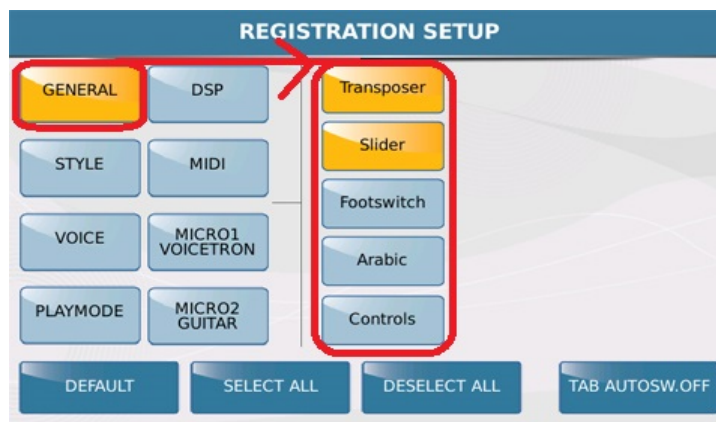 REGISTRATION SETUP
GENERAL
DSP
Transposer
STYLE
MIDI
Slider
Footswitch
VOICE
MICRO1
VOICETRON
Arabic
PLAYMODE
MICRO2
GUITAR
Controls
DEFAULT
SELECT ALL
DESELECT ALL
TAB AUTOSW.OFF